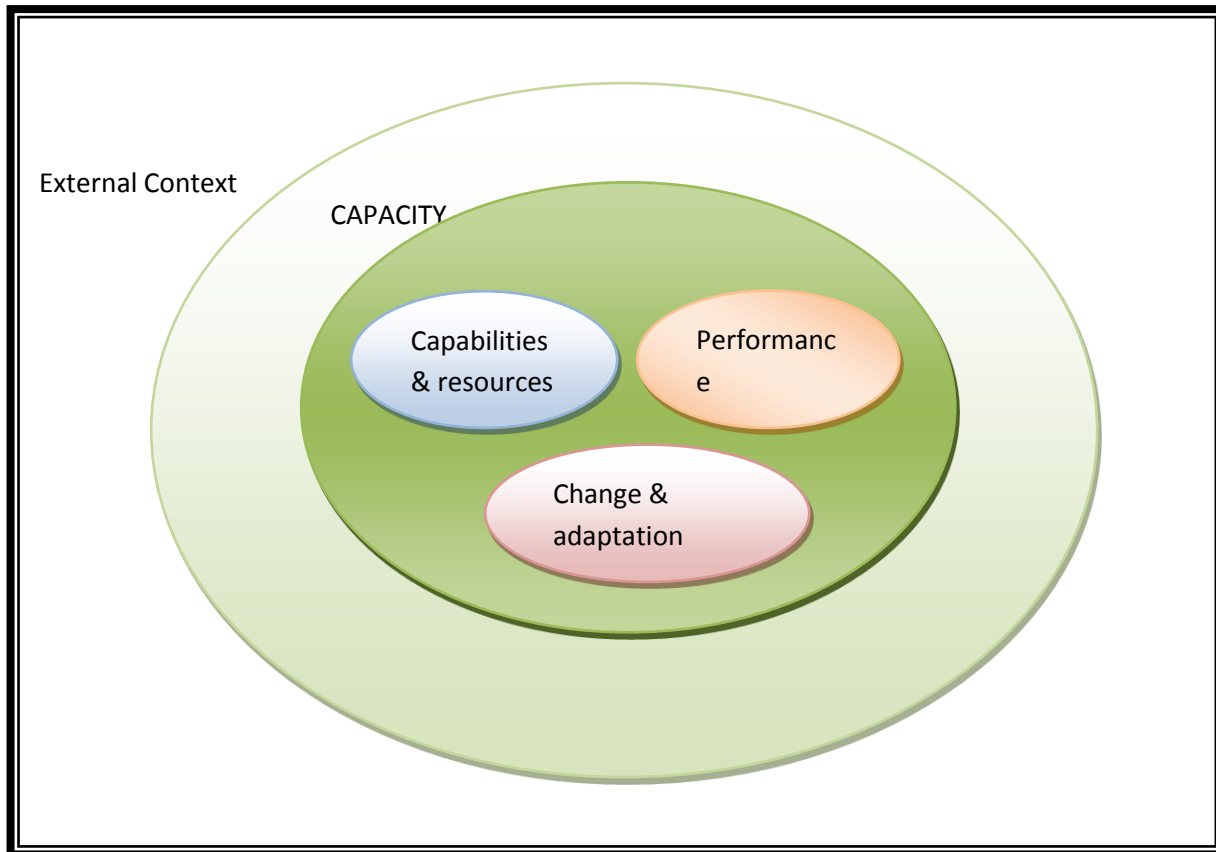 External Context
CAPACITY
Capabilities
& resources
Performanc
e
Change &
adaptation